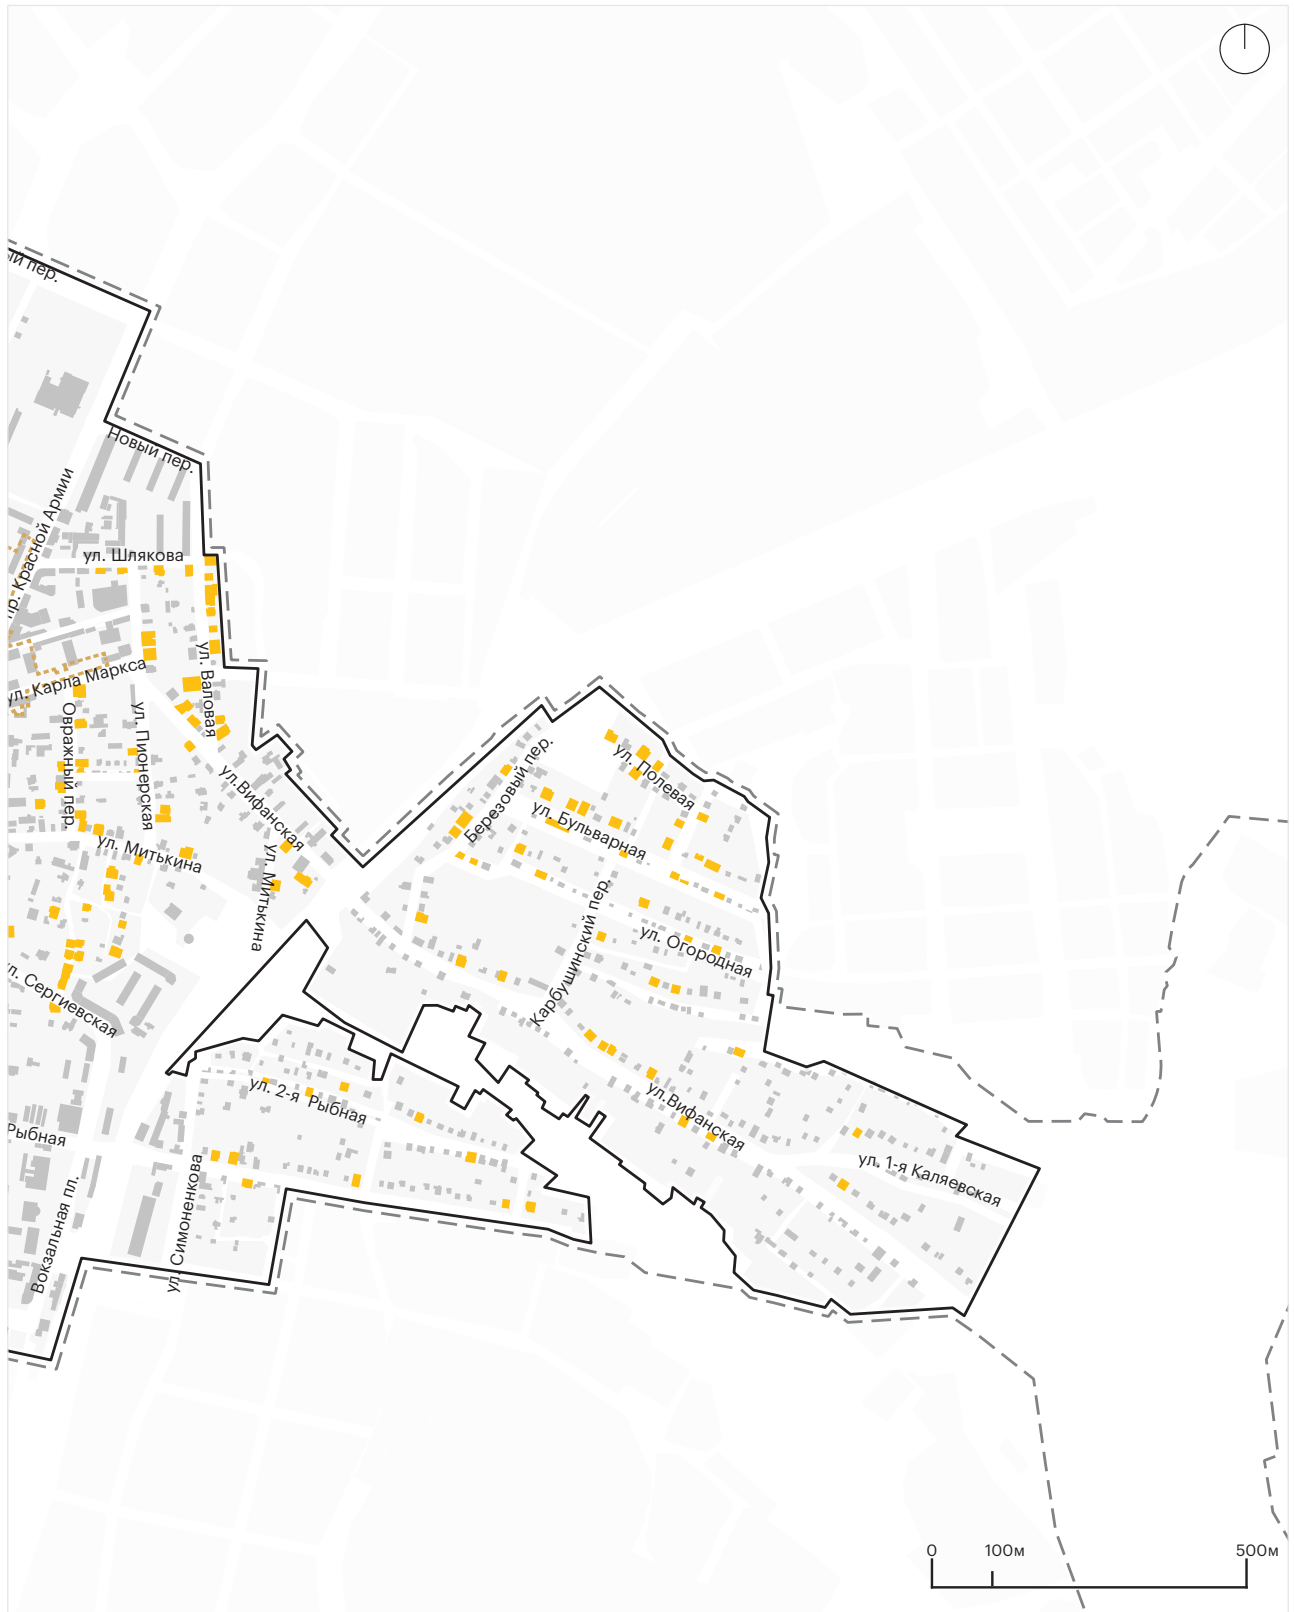 ый пер.
Новый пер.
пр. Красной Армии
ул. Шлякова
ул. Карла Маркса
ул. Валовая
Овражный пер.
ул. Пионерская
ул.Вифанская
ул. Митькина
ул. Митькина
ул. Сергиевская
Березовый пер.
ул. Полевая
ул. Бульварная
Карбушинский пер.
ул. Огородная
ул. 2-я Рыбная
ул.Вифанская
ул. 1-я Каляевская
Рыбная
Вокзальная пл.
ул. Симоненкова
0 100м 500м